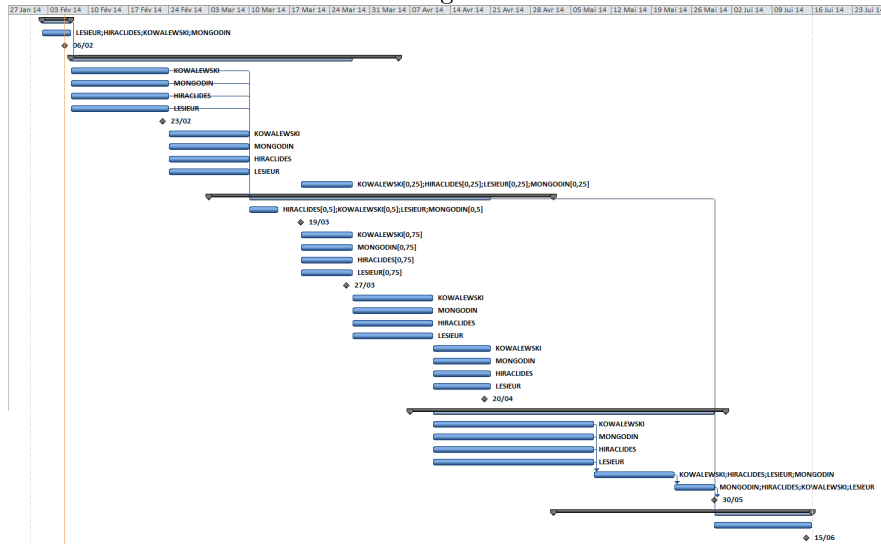 27 Jan 14 03 Fév 14 10 Fév 14 17 Fév 14 24 Fév 14 03 Mar 14 10 Mar 14 17 Mar 14 24 Mar 14 31 Mar 14 07 Avr 14 14 Avr 14 21 Avr 14 28 Avr 14 05 Mai 14 12 Mai 14 19 Mai 14 26 Mai 14 02 Jui 14 09 Jui 14 16 Jui 14 23 Jui 14
LESIEUR;HIRACLIDES;KOWALEWSKI;MONGODIN
06/02
KOWALEWSKI
MONGODIN
HIRACLIDES
LESIEUR
23/02
KOWALEWSKI
MONGODIN
HIRACLIDES
LESIEUR
KOWALEWSKI[0,25];HIRACLIDES[0,25];LESIEUR[0,25];MONGODIN[0,25]
HIRACLIDES[0,5];KOWALEWSKI[0,5];LESIEUR;MONGODIN[0,5]
19/03
KOWALEWSKI[0,75]
MONGODIN[0,75]
HIRACLIDES[0,75]
LESIEUR[0,75]
27/03
KOWALEWSKI
MONGODIN
HIRACLIDES
LESIEUR
KOWALEWSKI
MONGODIN
HIRACLIDES
LESIEUR
20/04
KOWALEWSKI
MONGODIN
HIRACLIDES
LESIEUR
KOWALEWSKI;HIRACLIDES;LESIEUR;MONGODIN
MONGODIN;HIRACLIDES;KOWALEWSKI;LESIEUR
30/05
15/06